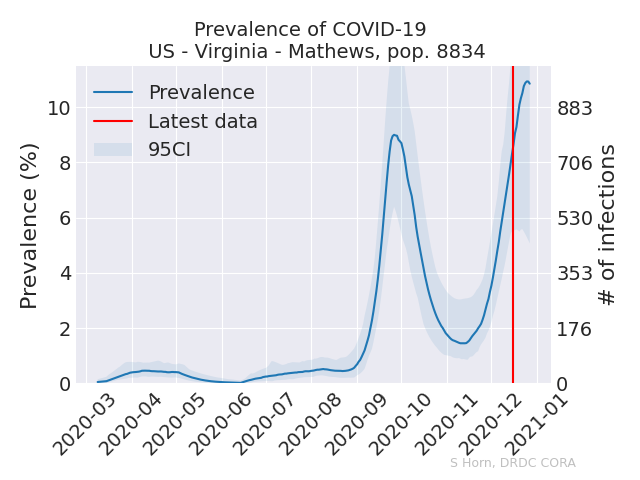 Prevalence of COVID-19
US - Virginia - Mathews, pop. 8834
Prevalence
Latest data
95CI
Prevalence (%)
10
8
6
4
2
0
883
706
530
353
176
0
# of infections
2020-03
2020-04
2020-05
2020-06
2020-07
2020-08
2020-09
2020-10
2020-11
2020-12
2021-01
S Horn, DRDC CORA